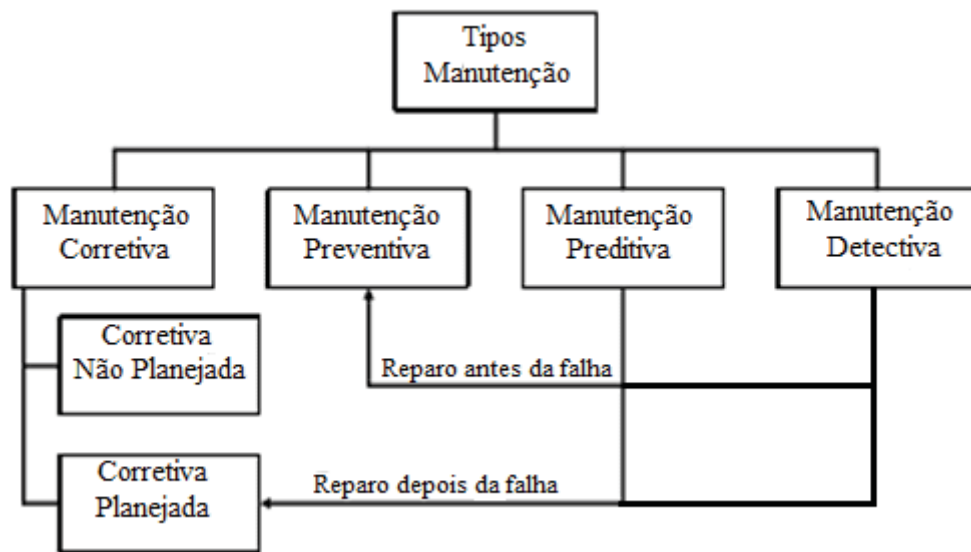 Tipos
Manutenção
Manutenção
Corretiva
Manutenção
Preventiva
Manutenção
Preditiva
Manutenção
Detectiva
Corretiva
Não Planejada
Reparo antes da falha
Corretiva
Planejada
Reparo depois da falha